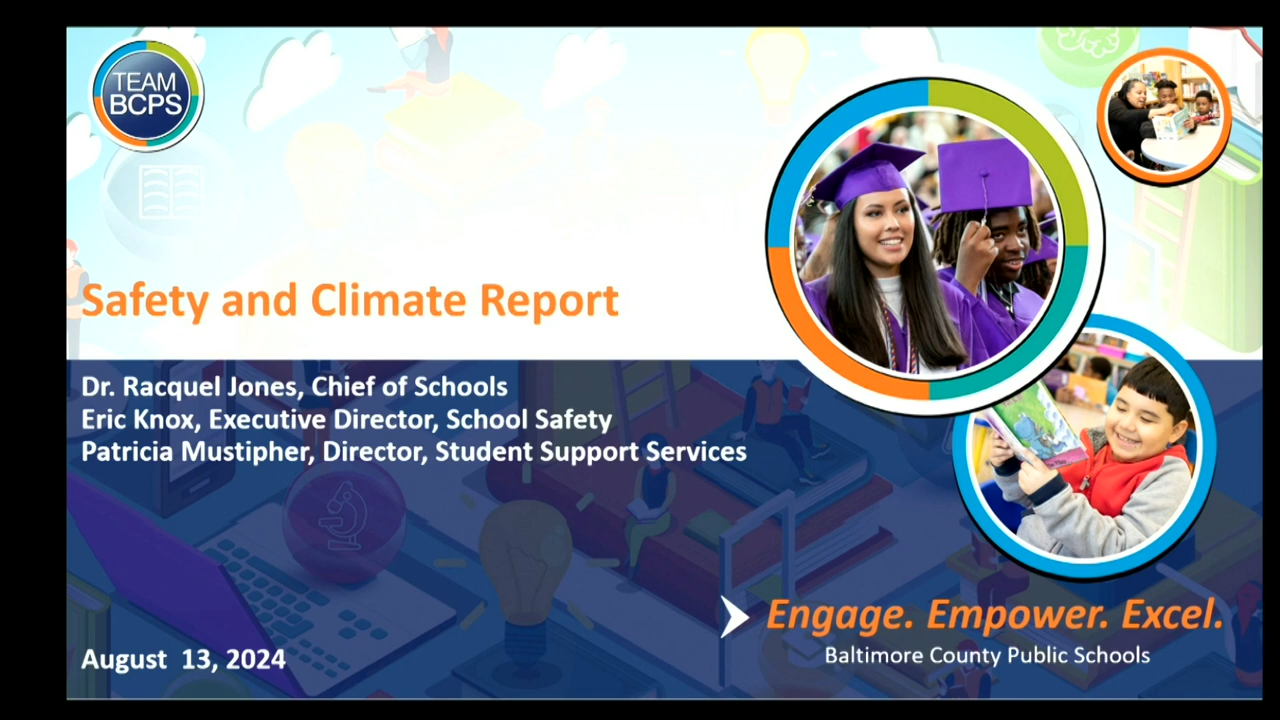 TEAM
BCPS
Safety and Climate Report
Dr. Racquel Jones, Chief of Schools
Eric Knox, Executive Director, School Safety
Patricia Mustipher, Director, Student Support Services
Engage. Empower. Excel.
August 13, 2024
Baltimore County Public Schools